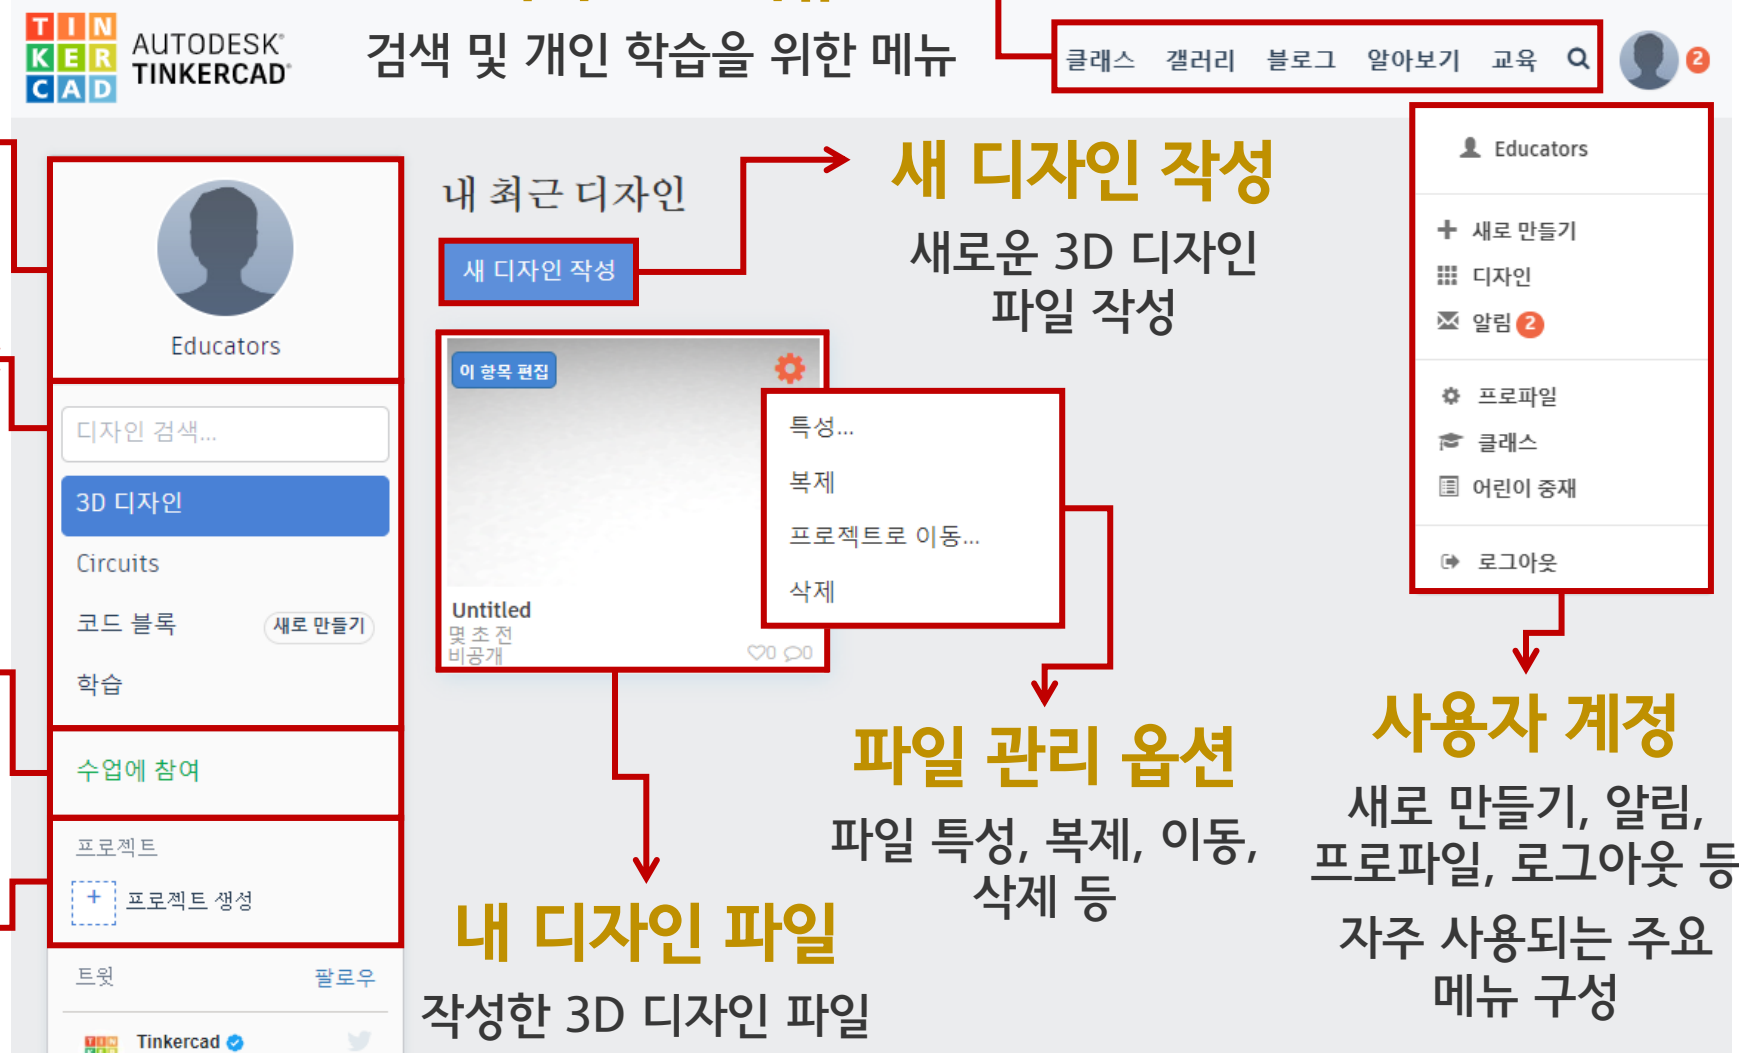 TINKERCAD
AUTODESK®
TINKERCAD®
검색 및 개인 학습을 위한 메뉴
클래스 갤러리 블로그 알아보기 교육
2
Educators
디자인 검색...
3D 디자인
Circuits
코드 블록 새로 만들기
학습
수업에 참여
프로젝트
+ 프로젝트 생성
트윗 팔로우
Tinkercad
내 최근 디자인
새 디자인 작성
새 디자인 작성
새로운 3D 디자인
파일 작성
이 항목 편집
Untitled
몇 초 전
비공개
0 0
특성...
복제
프로젝트로 이동...
삭제
파일 관리 옵션
파일 특성, 복제, 이동,
삭제 등
내 디자인 파일
작성한 3D 디자인 파일
Educators
새로 만들기
디자인
알림 2
프로파일
클래스
어린이 중재
로그아웃
사용자 계정
새로 만들기, 알림,
프로파일, 로그아웃 등
자주 사용되는 주요
메뉴 구성